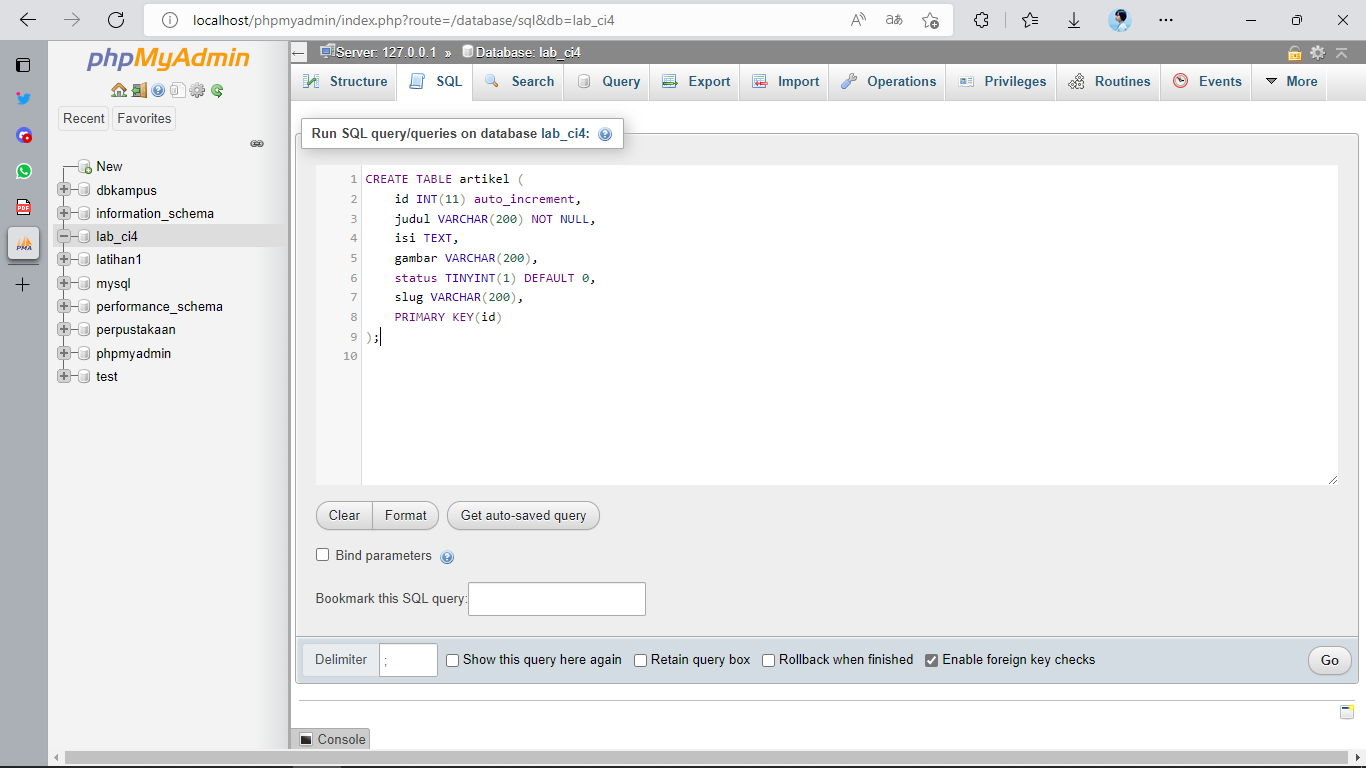 localhost/phpmyadmin/index.php?route=/database/sql&db=lab_ci4
phpMyAdmin
Recent
Favorites
New
dbkampus
information_schema
lab_ci4
latihan1
mysql
performance_schema
perpustakaan
phpmyadmin
test
PDF
PMA
Server: 127.0.0.1 » Database: lab_ci4
Structure SQL Search Query Export Import Operations Privileges Routines Events More
Run SQL query/queries on database lab_ci4:
1 CREATE TABLE artikel (
2 id INT(11) auto_increment,
3 judul VARCHAR(200) NOT NULL,
4 isi TEXT,
5 gambar VARCHAR(200),
6 status TINYINT(1) DEFAULT 0,
7 slug VARCHAR(200),
8 PRIMARY KEY(id)
9 );
10
Clear Format Get auto-saved query
Bind parameters
Bookmark this SQL query:
Delimiter ; Show this query here again Retain query box Rollback when finished Enable foreign key checks Go
Console